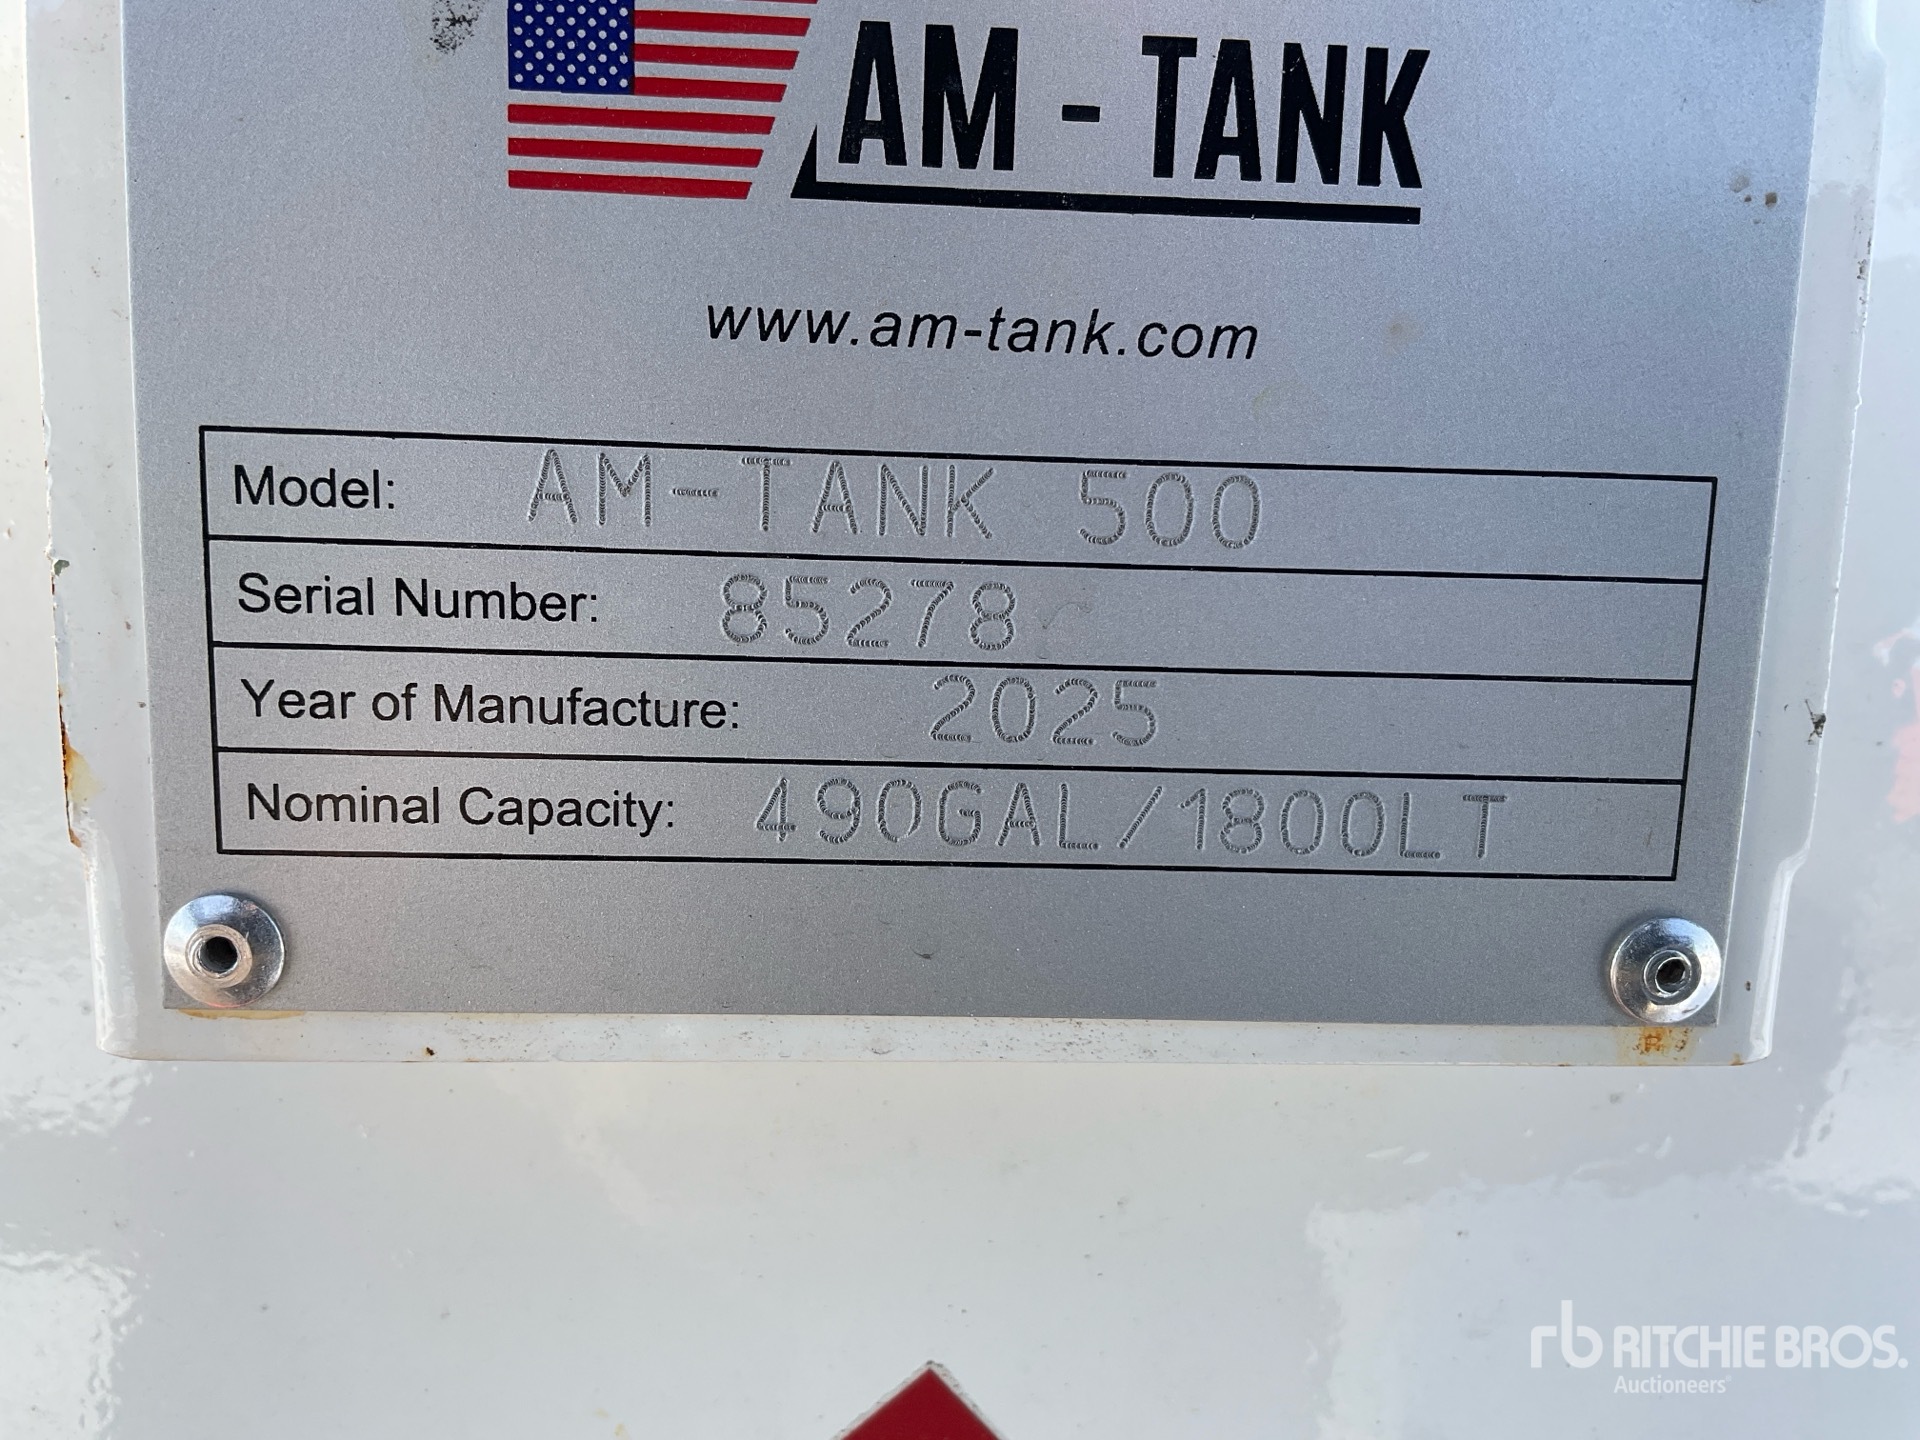 AM - TANK
www.am-tank.com
Model: AM-TANK 500
Serial Number: 85278
Year of Manufacture: 2025
Nominal Capacity: 490GAL/1800LT
rb RITCHIE BROS.
Auctioneers